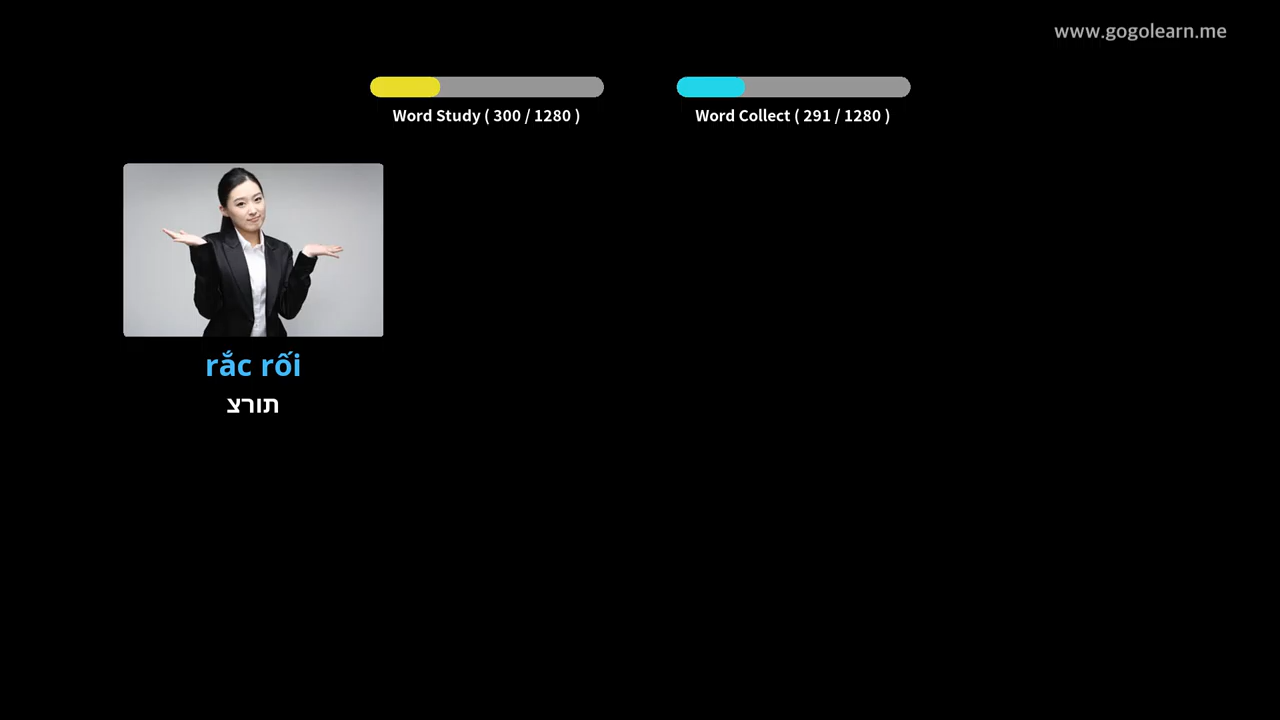 www.gogolearn.me
Word Study ( 300 / 1280 )
Word Collect ( 291 / 1280 )
rắc rối
תורצ